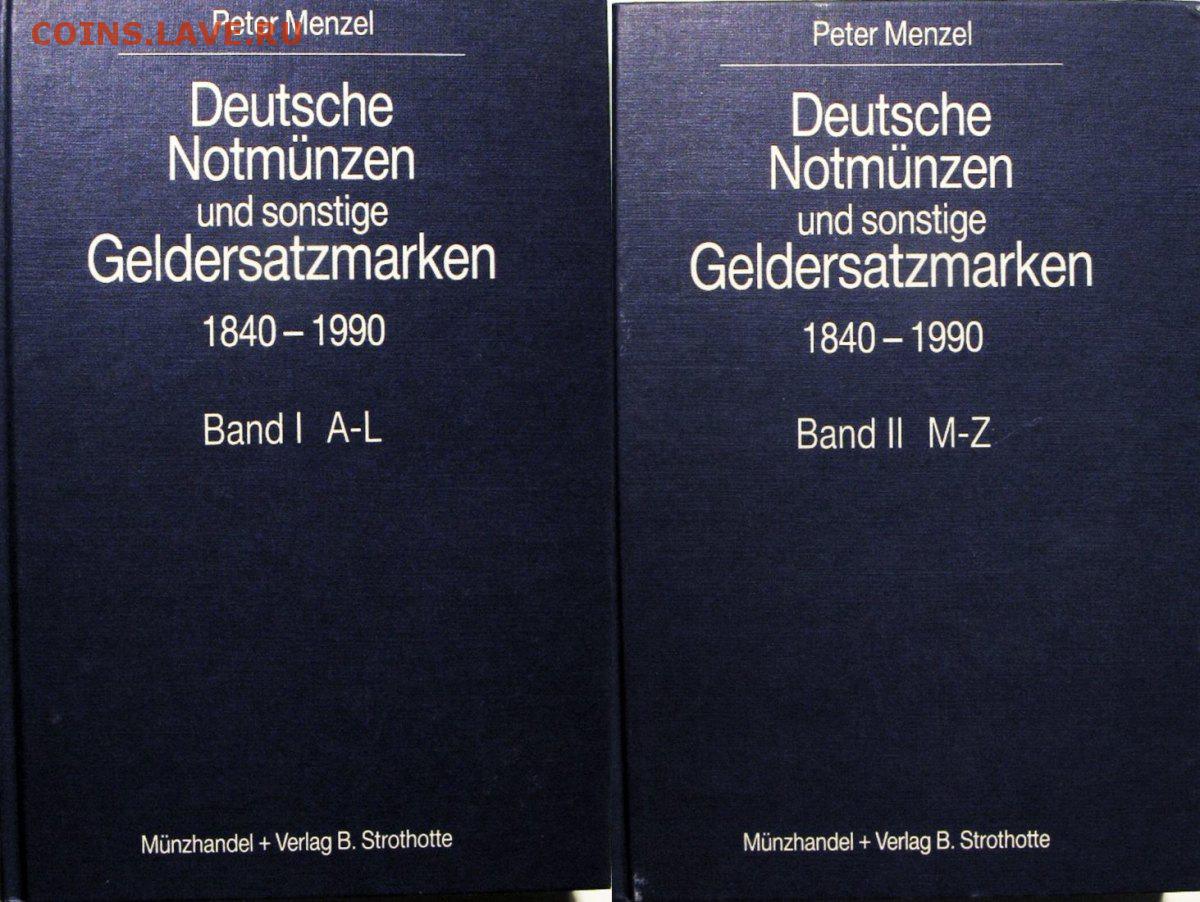 COINS.LAVE.RU
Peter Menzel
Deutsche
Notmünzen
und sonstige
Geldersatzmarken
1840 – 1990
Band I A-L
Münzhandel + Verlag B. Strothotte
Peter Menzel
Deutsche
Notmünzen
und sonstige
Geldersatzmarken
1840 – 1990
Band II M-Z
Münzhandel + Verlag B. Strothotte